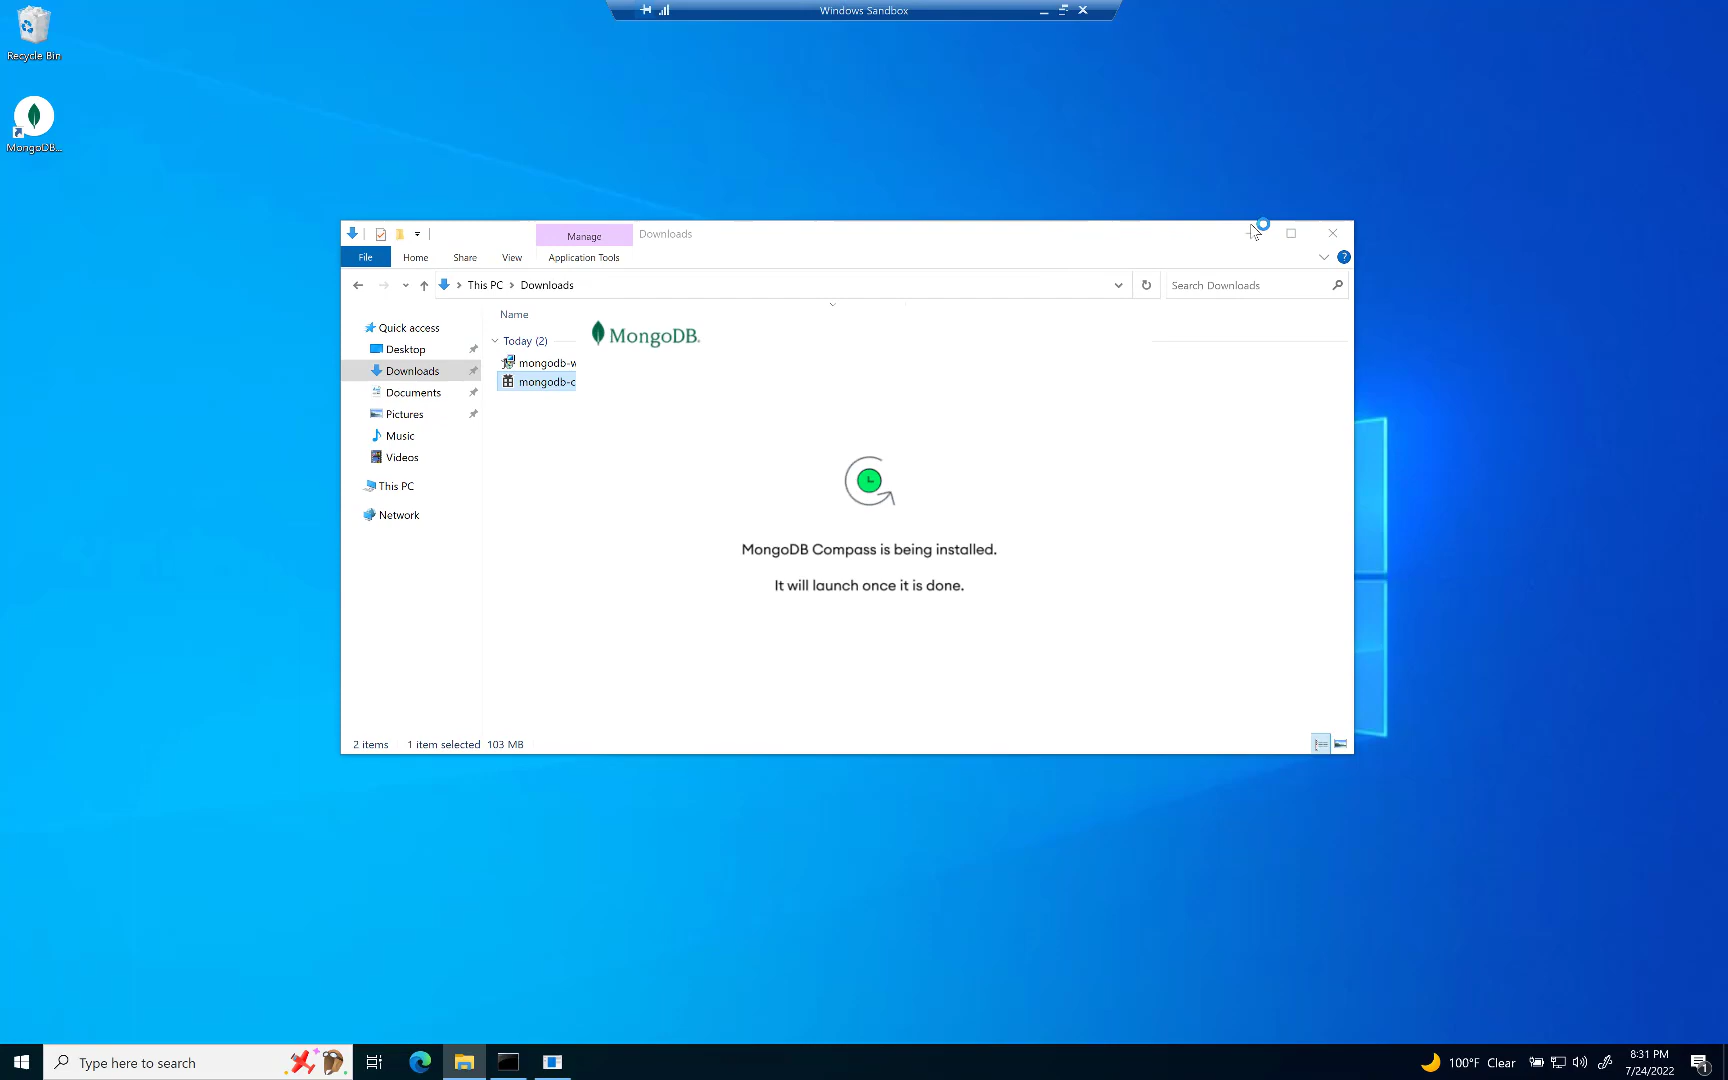 Windows Sandbox
Recycle Bin
MongoDB...
Manage
Downloads
File
Home
Share
View
Application Tools
This PC
Downloads
Search Downloads
Name
Quick access
Desktop
Downloads
Documents
Pictures
Music
Videos
This PC
Network
Today (2)
mongodb-w
mongodb-c
MongoDB.
MongoDB Compass is being installed.
It will launch once it is done.
2 items
1 item selected
103 MB
Type here to search
100°F Clear
8:31 PM
7/24/2022
1